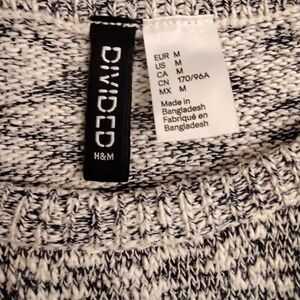 DIVIDED
H&M
EUR M
US M
CA M
CN 170/96A
MX M
Made in
Bangladesh
Fabriqué en
Bangladesh